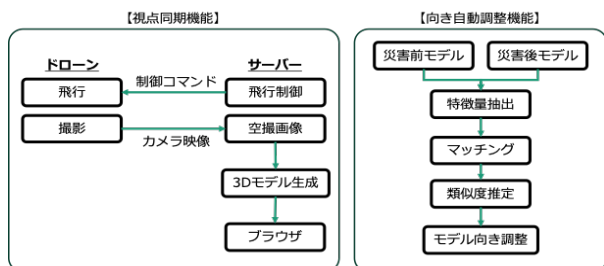 【視点同期機能】
ドローン
サーバー
飛行
制御コマンド
飛行制御
撮影
カメラ映像
空撮画像
3Dモデル生成
ブラウザ
【向き自動調整機能】
災害前モデル
災害後モデル
特徴量抽出
マッチング
類似度推定
モデル向き調整